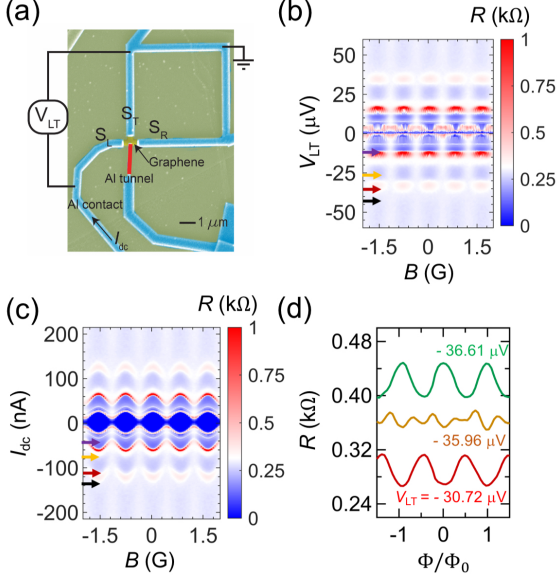 (a)
V_LT
S_T
S_L
S_R
Graphene
Al tunnel
Al contact
I_dc
1 μm
(b)
R (kΩ)
V_LT (μV)
50
25
0
-25
-50
-1.5
0
1.5
B (G)
1
0.75
0.5
0.25
0
(c)
R (kΩ)
I_dc (nA)
200
100
0
-100
-200
-1.5
0
1.5
B (G)
1
0.75
0.5
0.25
0
(d)
R (kΩ)
0.48
0.40
0.32
0.24
- 36.61 μV
- 35.96 μV
V_LT = - 30.72 μV
-1
0
1
Φ/Φ₀